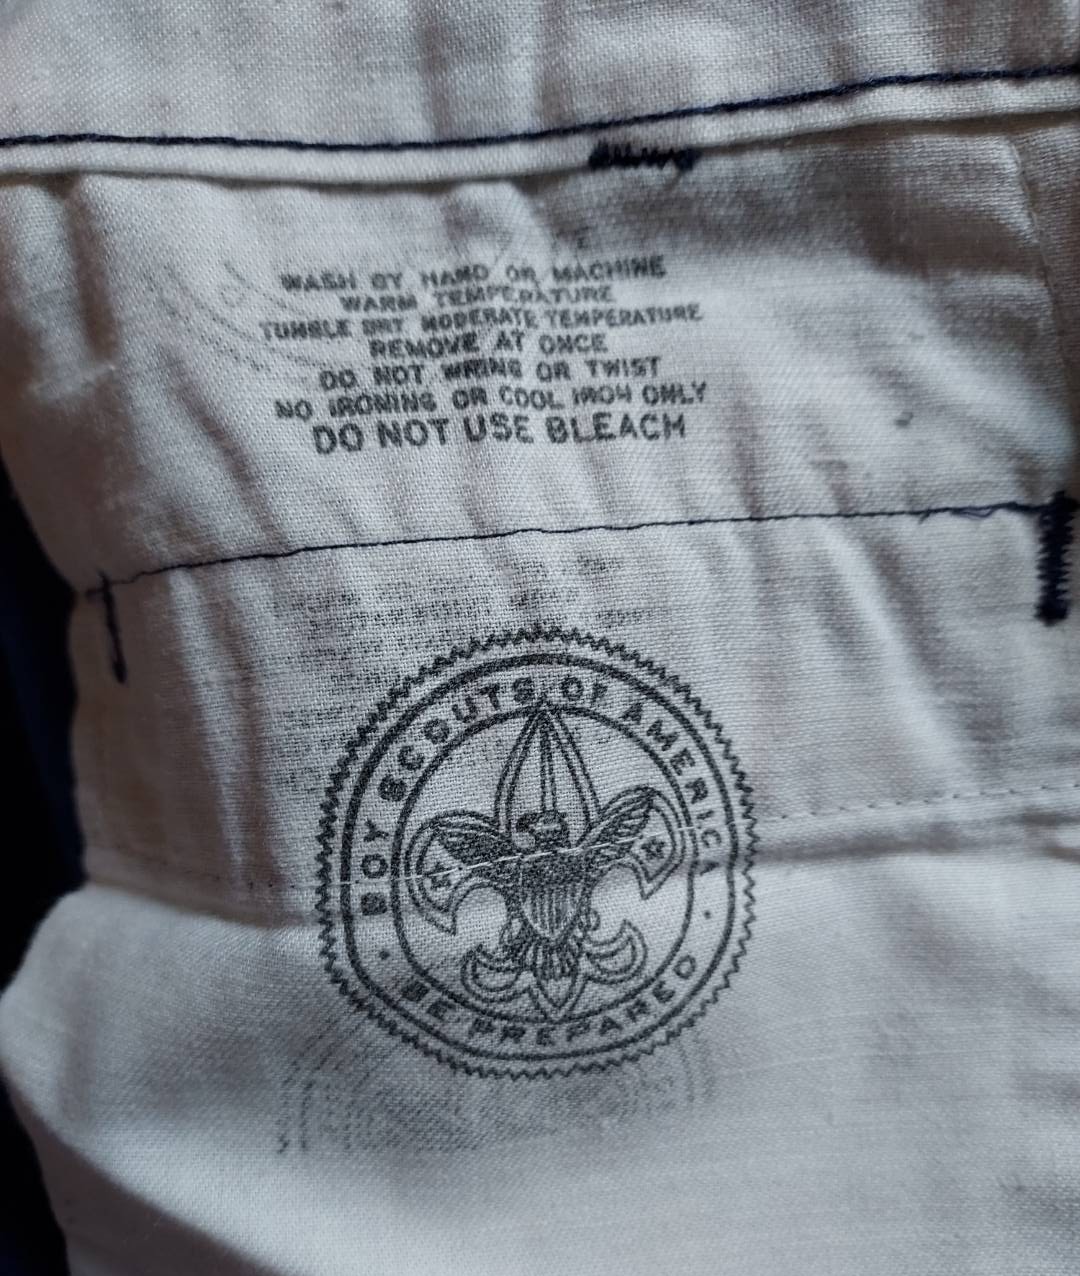 WASH BY HAND OR MACHINE
WARM TEMPERATURE
TUMBLE DRY MODERATE TEMPERATURE
REMOVE AT ONCE
DO NOT WRING OR TWIST
NO IRONING OR COOL IRON ONLY
DO NOT USE BLEACH
BOY SCOUTS OF AMERICA
BE PREPARED